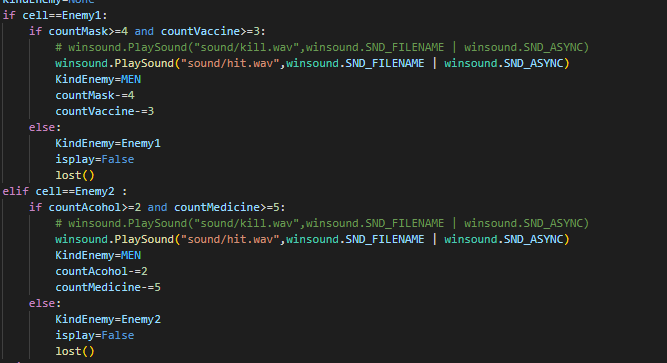 KindEnemy=None
if cell==Enemy1:
    if countMask>=4 and countVaccine>=3:
        # winsound.PlaySound("sound/kill.wav",winsound.SND_FILENAME | winsound.SND_ASYNC)
        winsound.PlaySound("sound/hit.wav",winsound.SND_FILENAME | winsound.SND_ASYNC)
        KindEnemy=MEN
        countMask-=4
        countVaccine-=3
    else:
        KindEnemy=Enemy1
        isplay=False
        lost()
elif cell==Enemy2 :
    if countAcohol>=2 and countMedicine>=5:
        # winsound.PlaySound("sound/kill.wav",winsound.SND_FILENAME | winsound.SND_ASYNC)
        winsound.PlaySound("sound/hit.wav",winsound.SND_FILENAME | winsound.SND_ASYNC)
        KindEnemy=MEN
        countAcohol-=2
        countMedicine-=5
    else:
        KindEnemy=Enemy2
        isplay=False
        lost()